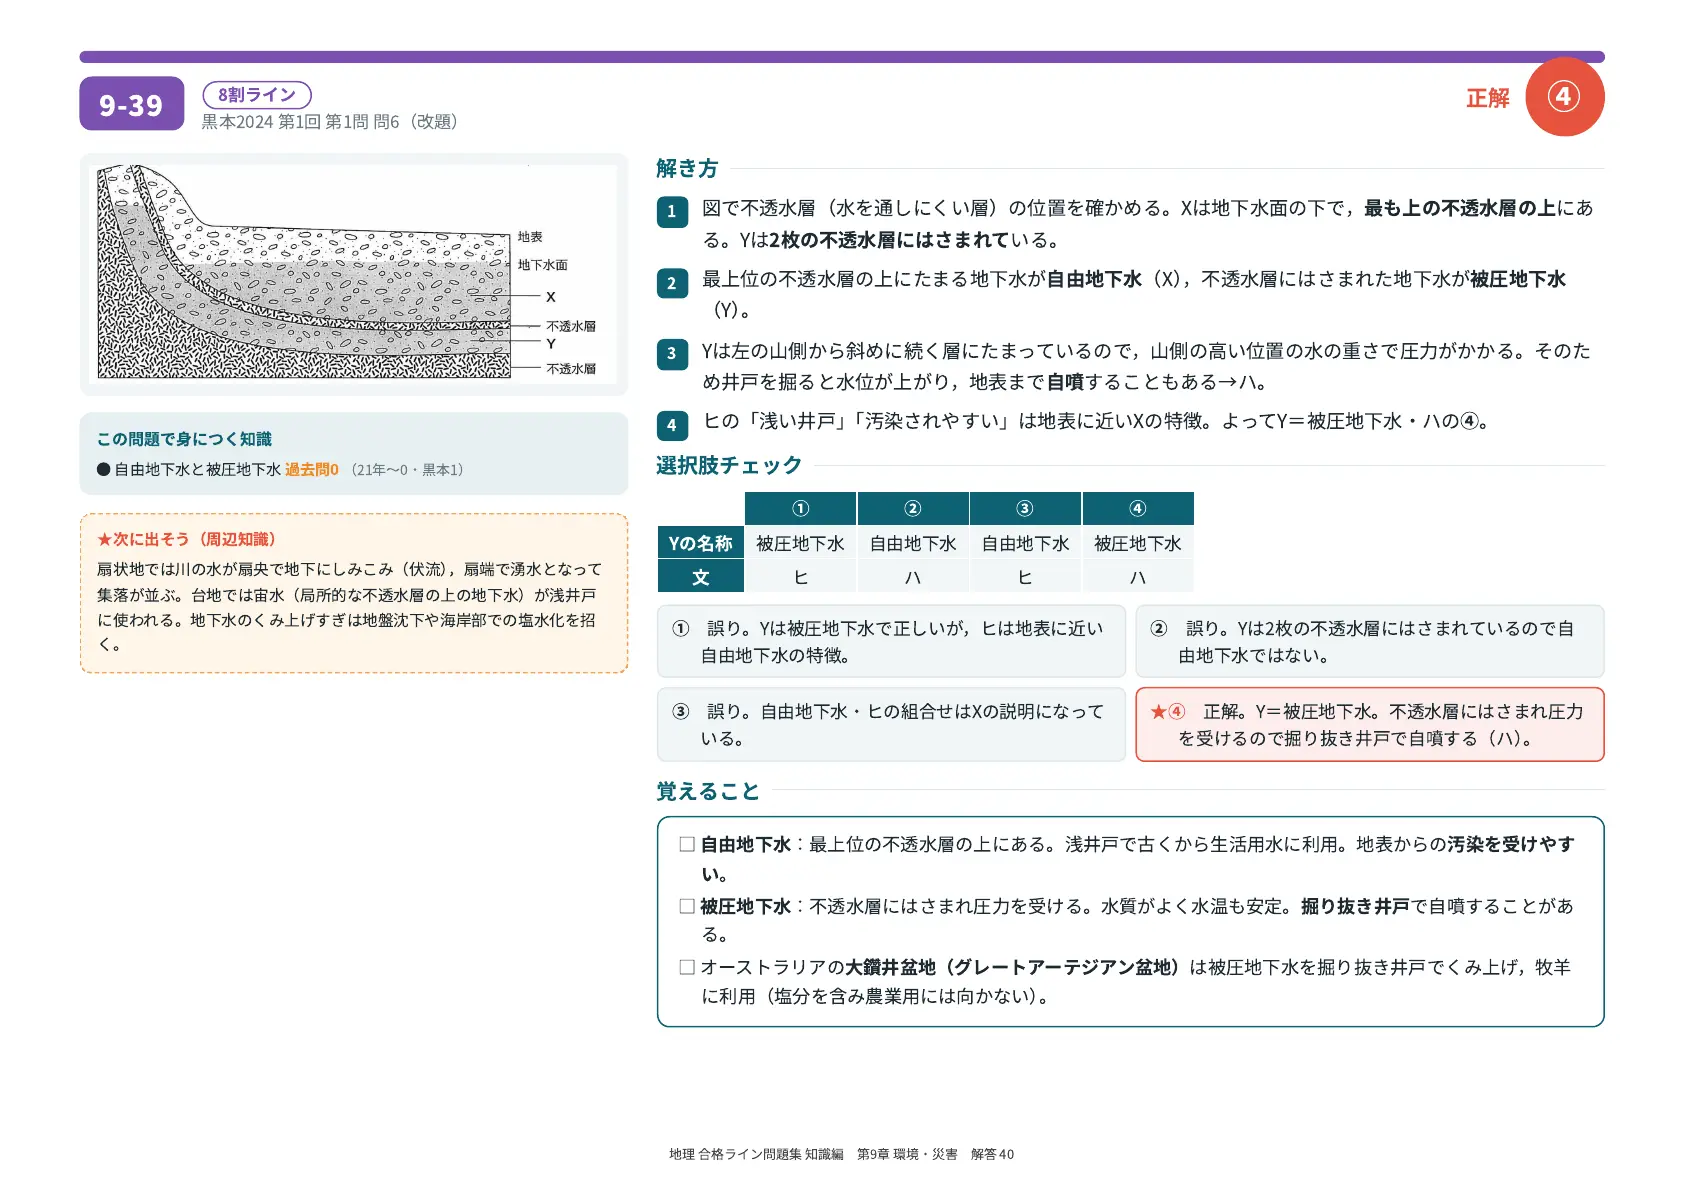 9-39
8割ライン
黒本2024 第1回 第1問 問6（改題）
正解 ④
地表
地下水面
X
不透水層
Y
不透水層
この問題で身につく知識
● 自由地下水と被圧地下水 過去問0 （21年〜0・黒本1）
★次に出そう（周辺知識）
扇状地では川の水が扇央で地下にしみこみ（伏流），扇端で湧水となって
集落が並ぶ。台地では宙水（局所的な不透水層の上の地下水）が浅井戸
に使われる。地下水のくみ上げすぎは地盤沈下や海岸部での塩水化を招
く。
解き方
1 図で不透水層（水を通しにくい層）の位置を確かめる。Xは地下水面の下で，最も上の不透水層の上にあ
る。Yは2枚の不透水層にはさまれている。
2 最上位の不透水層の上にたまる地下水が自由地下水（X），不透水層にはさまれた地下水が被圧地下水
（Y）。
3 Yは左の山側から斜めに続く層にたまっているので，山側の高い位置の水の重さで圧力がかかる。そのた
め井戸を掘ると水位が上がり，地表まで自噴することもある→ハ。
4 ヒの「浅い井戸」「汚染されやすい」は地表に近いXの特徴。よってY＝被圧地下水・ハの④。
選択肢チェック
① ② ③ ④
Yの名称 被圧地下水 自由地下水 自由地下水 被圧地下水
文 ヒ ハ ヒ ハ
① 誤り。Yは被圧地下水で正しいが，ヒは地表に近い
自由地下水の特徴。
② 誤り。Yは2枚の不透水層にはさまれているので自
由地下水ではない。
③ 誤り。自由地下水・ヒの組合せはXの説明になって
いる。
★④ 正解。Y＝被圧地下水。不透水層にはさまれ圧力
を受けるので掘り抜き井戸で自噴する（ハ）。
覚えること
□ 自由地下水：最上位の不透水層の上にある。浅井戸で古くから生活用水に利用。地表からの汚染を受けやす
い。
□ 被圧地下水：不透水層にはさまれ圧力を受ける。水質がよく水温も安定。掘り抜き井戸で自噴することがあ
る。
□ オーストラリアの大鑽井盆地（グレートアーテジアン盆地）は被圧地下水を掘り抜き井戸でくみ上げ，牧羊
に利用（塩分を含み農業用には向かない）。
地理 合格ライン問題集 知識編 第9章 環境・災害 解答 40